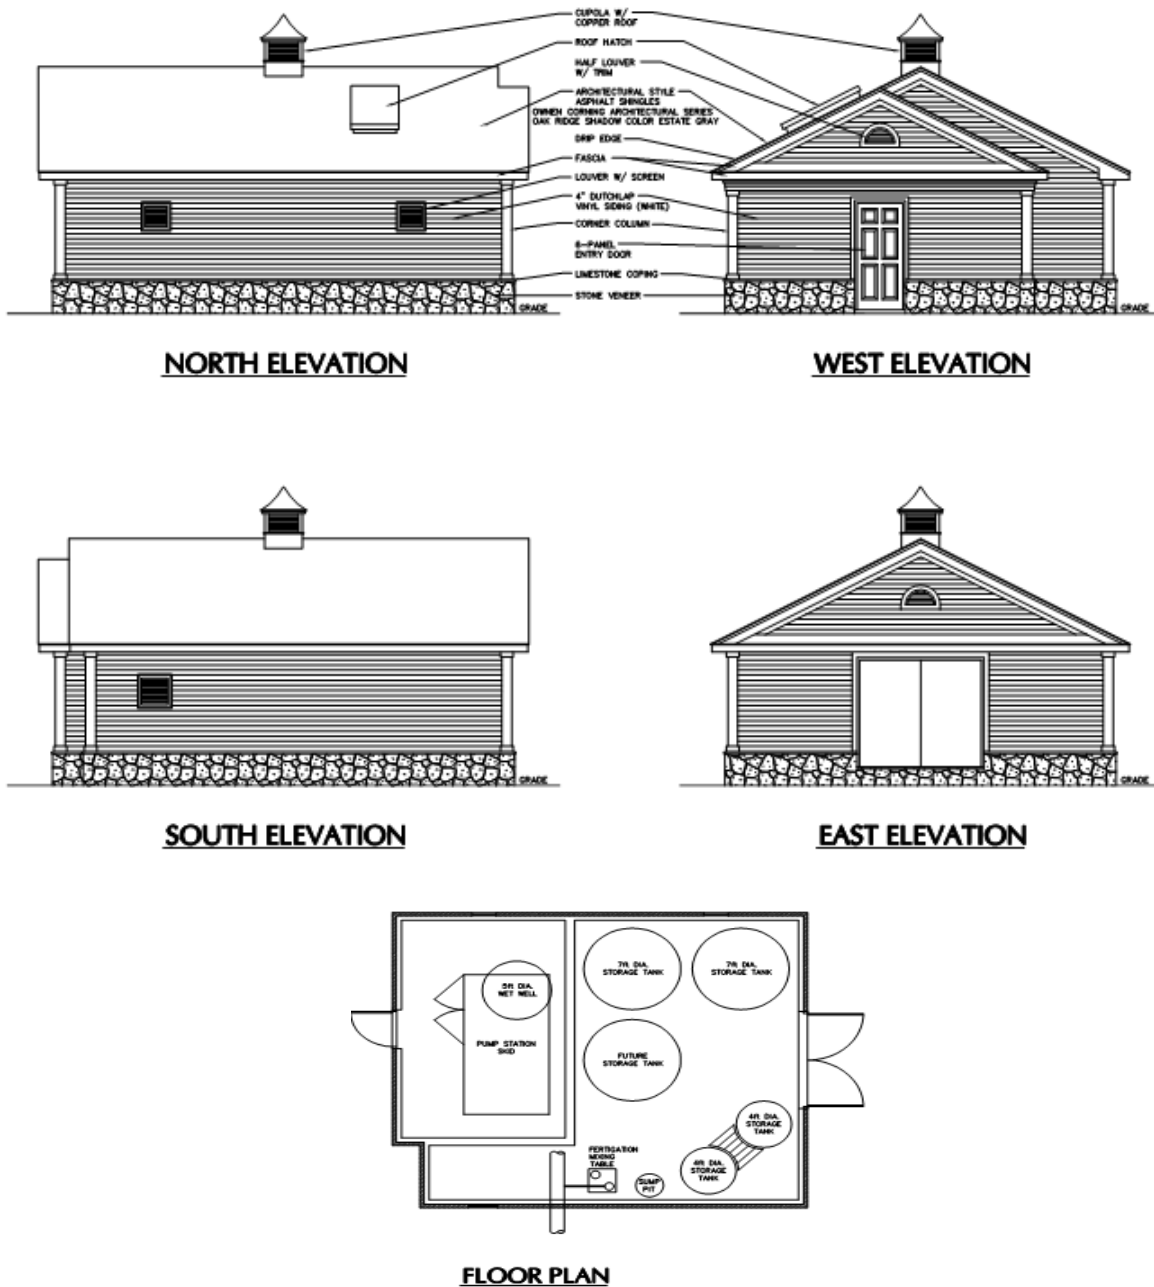 CUPOLA W/
COPPER ROOF
ROOF HATCH
HALF LOUVER
W/ TRIM
ARCHITECTURAL STYLE
ASPHALT SHINGLES
OWNEN CORNING ARCHITECTURAL SERIES
OAK RIDGE SHADOW COLOR ESTATE GRAY
DRIP EDGE
FASCIA
LOUVER W/ SCREEN
4" DUTCHLAP
VINYL SIDING (WHITE)
CORNER COLUMN
6-PANEL
ENTRY DOOR
LIMESTONE COPING
STONE VENEER
GRADE
GRADE
NORTH ELEVATION
WEST ELEVATION
GRADE
GRADE
SOUTH ELEVATION
EAST ELEVATION
7ft DIA.
STORAGE TANK
7ft DIA.
STORAGE TANK
5ft DIA.
WET WELL
PUMP STATION
SKID
FUTURE
STORAGE TANK
4ft DIA.
STORAGE
TANK
FERTIGATION
MIXING
TABLE
4ft DIA.
STORAGE
TANK
SUMP
PIT
FLOOR PLAN